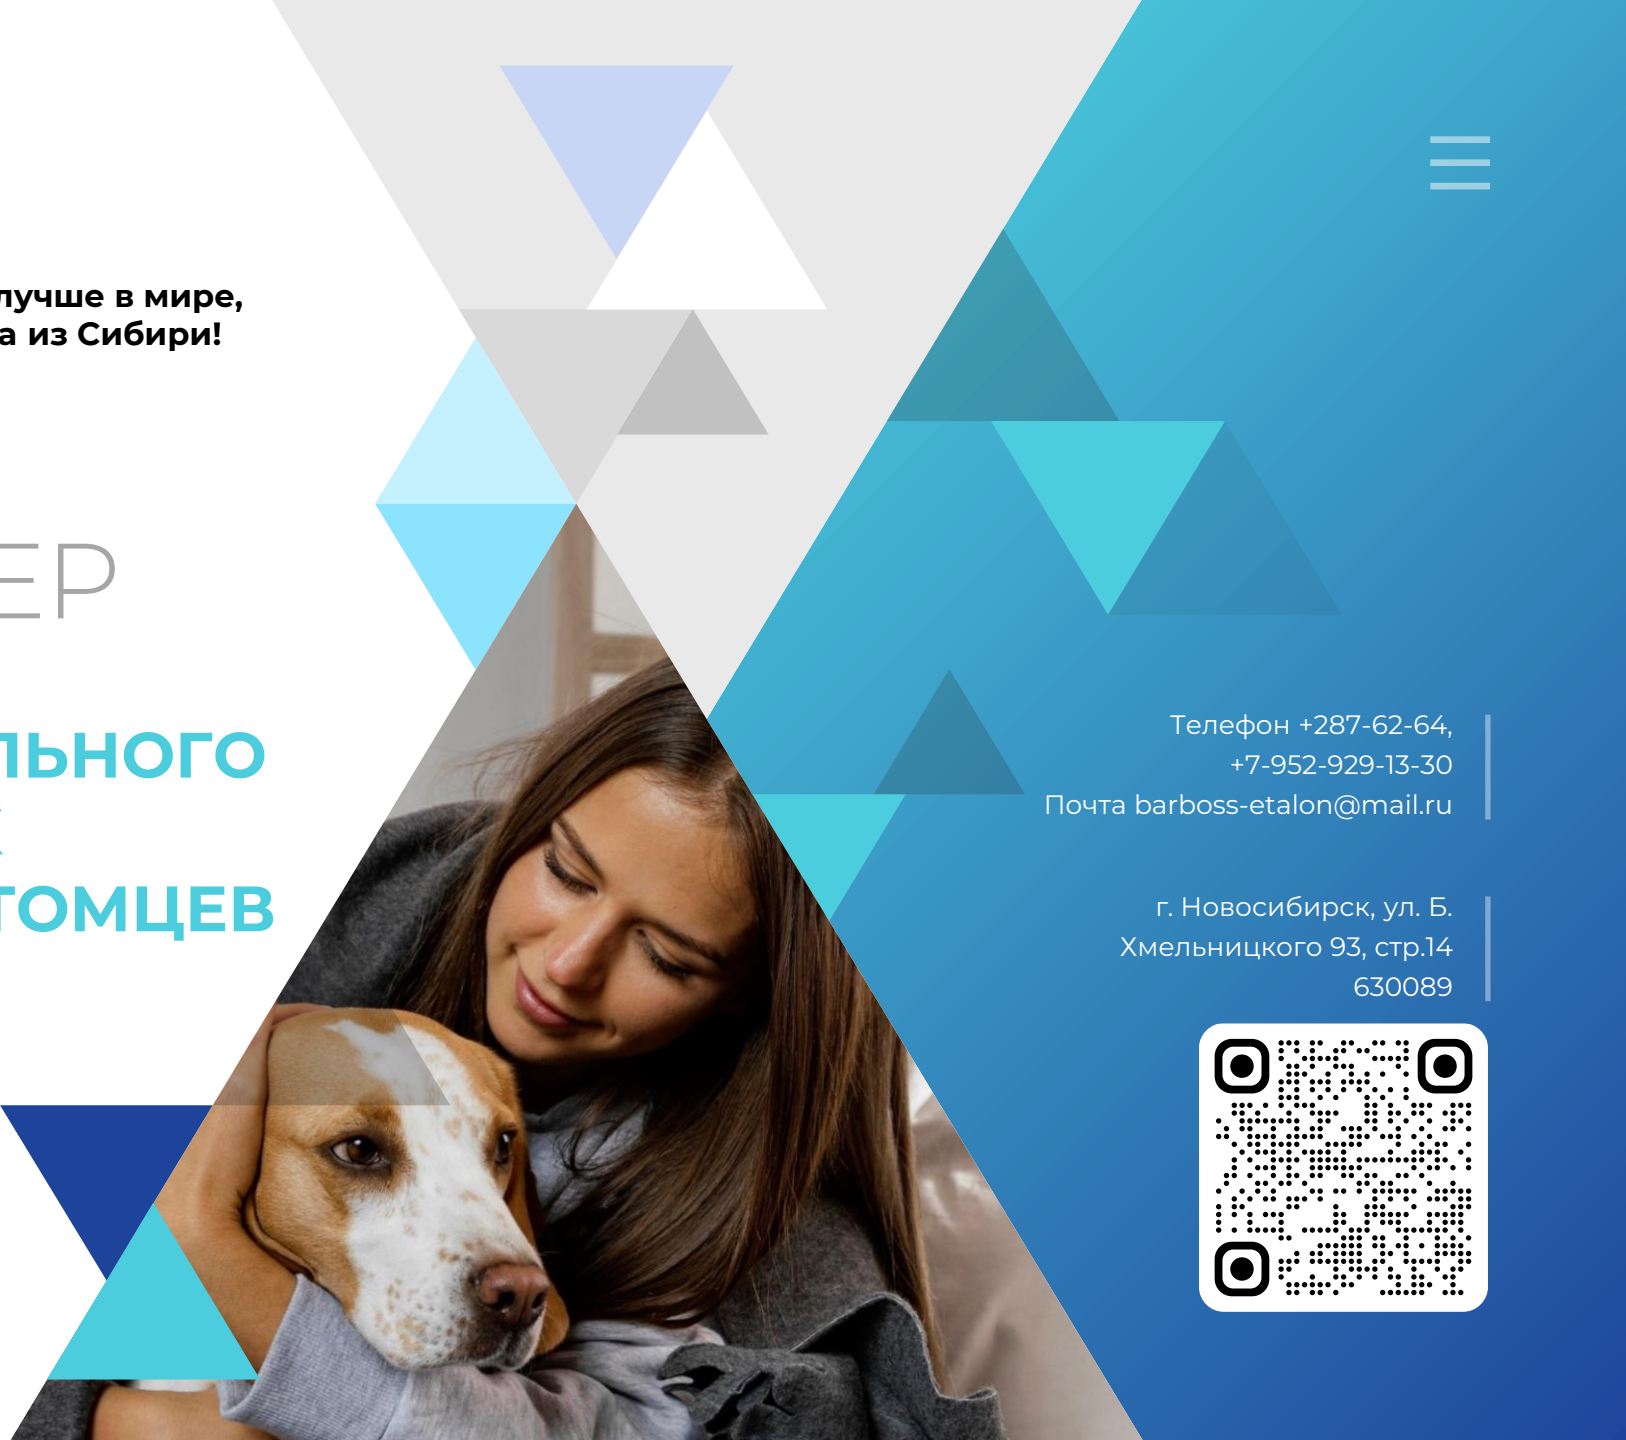 лучше в мире,
а из Сибири!
ЕР
ЛЬНОГО
ТОМЦЕВ
Телефон +287-62-64,
+7-952-929-13-30
Почта barboss-etalon@mail.ru
г. Новосибирск, ул. Б.
Хмельницкого 93, стр.14
630089